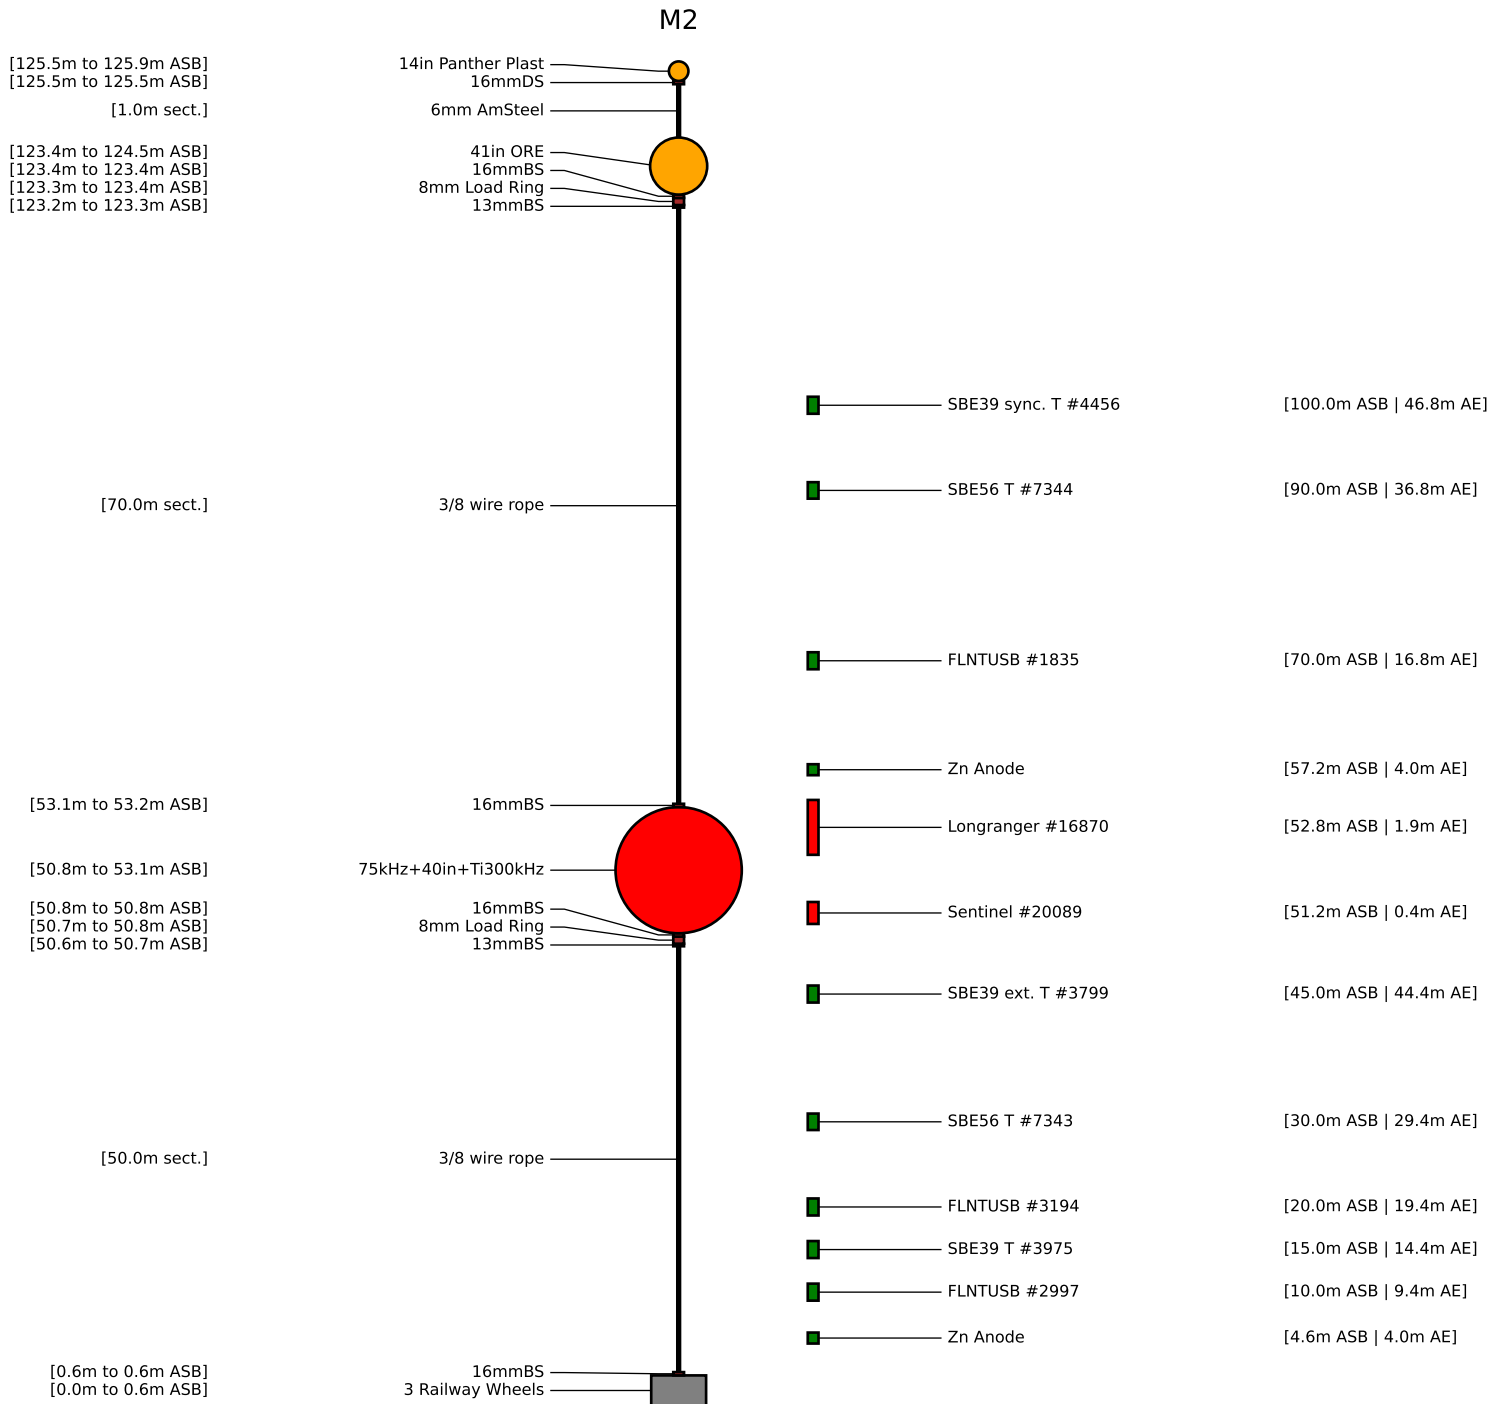 M2
[125.5m to 125.9m ASB] 14in Panther Plast
[125.5m to 125.5m ASB] 16mmDS
[1.0m sect.] 6mm AmSteel
[123.4m to 124.5m ASB] 41in ORE
[123.4m to 123.4m ASB] 16mmBS
[123.3m to 123.4m ASB] 8mm Load Ring
[123.2m to 123.3m ASB] 13mmBS
SBE39 sync. T #4456 [100.0m ASB | 46.8m AE]
SBE56 T #7344 [90.0m ASB | 36.8m AE]
[70.0m sect.] 3/8 wire rope
FLNTUSB #1835 [70.0m ASB | 16.8m AE]
Zn Anode [57.2m ASB | 4.0m AE]
[53.1m to 53.2m ASB] 16mmBS
Longranger #16870 [52.8m ASB | 1.9m AE]
[50.8m to 53.1m ASB] 75kHz+40in+Ti300kHz
[50.8m to 50.8m ASB] 16mmBS
Sentinel #20089 [51.2m ASB | 0.4m AE]
[50.7m to 50.8m ASB] 8mm Load Ring
[50.6m to 50.7m ASB] 13mmBS
SBE39 ext. T #3799 [45.0m ASB | 44.4m AE]
SBE56 T #7343 [30.0m ASB | 29.4m AE]
[50.0m sect.] 3/8 wire rope
FLNTUSB #3194 [20.0m ASB | 19.4m AE]
SBE39 T #3975 [15.0m ASB | 14.4m AE]
FLNTUSB #2997 [10.0m ASB | 9.4m AE]
Zn Anode [4.6m ASB | 4.0m AE]
[0.6m to 0.6m ASB] 16mmBS
[0.0m to 0.6m ASB] 3 Railway Wheels